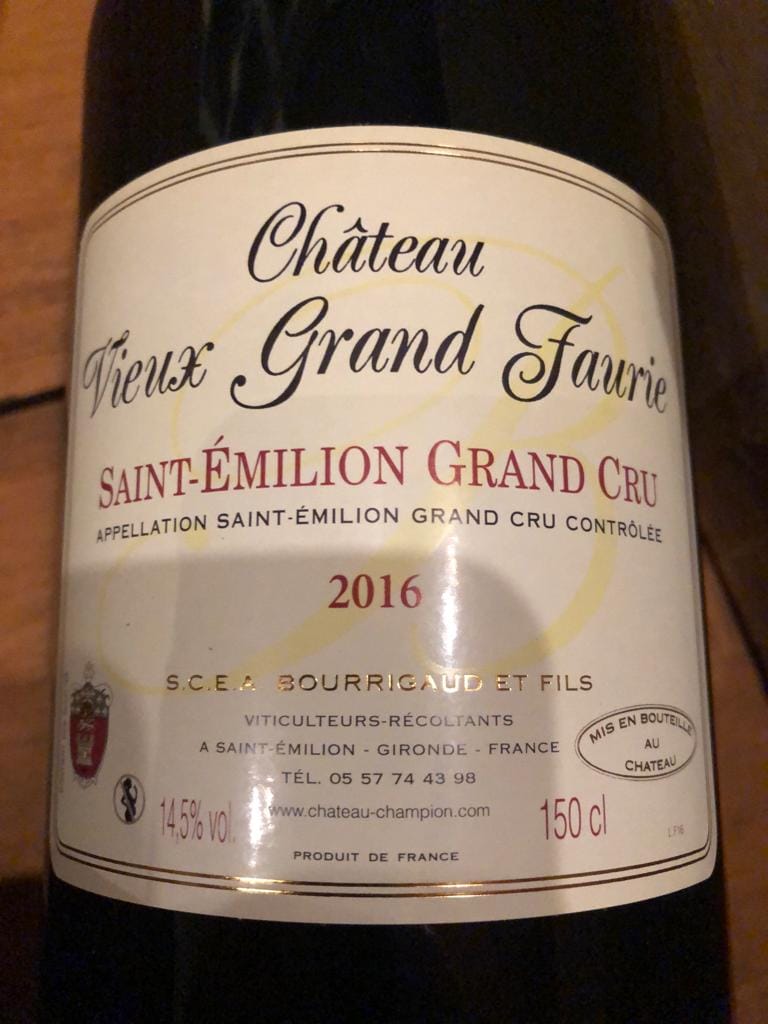 Château
Vieux Grand Faurie
SAINT-ÉMILION GRAND CRU
APPELLATION SAINT-ÉMILION GRAND CRU CONTRÔLÉE
2016
S.C.E.A BOURRIGAUD ET FILS
VITICULTEURS-RÉCOLTANTS
A SAINT-ÉMILION - GIRONDE - FRANCE
TÉL. 05 57 74 43 98
www.chateau-champion.com
PRODUIT DE FRANCE
14,5% vol.
150 cl
MIS EN BOUTEILLE
AU
CHATEAU
L.F16